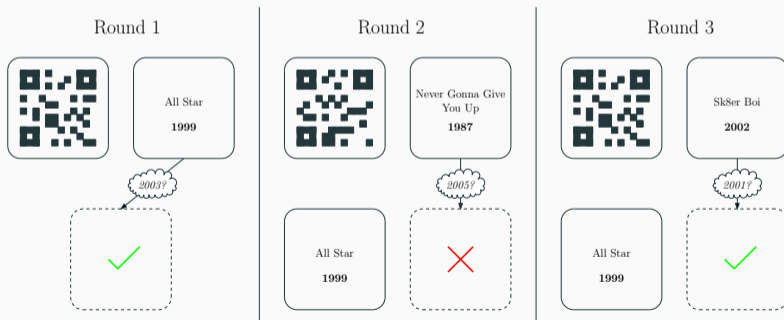 Round 1
All Star
1999
2003?
Round 2
Never Gonna Give
You Up
1987
2005?
All Star
1999
Round 3
Sk8er Boi
2002
2001?
All Star
1999